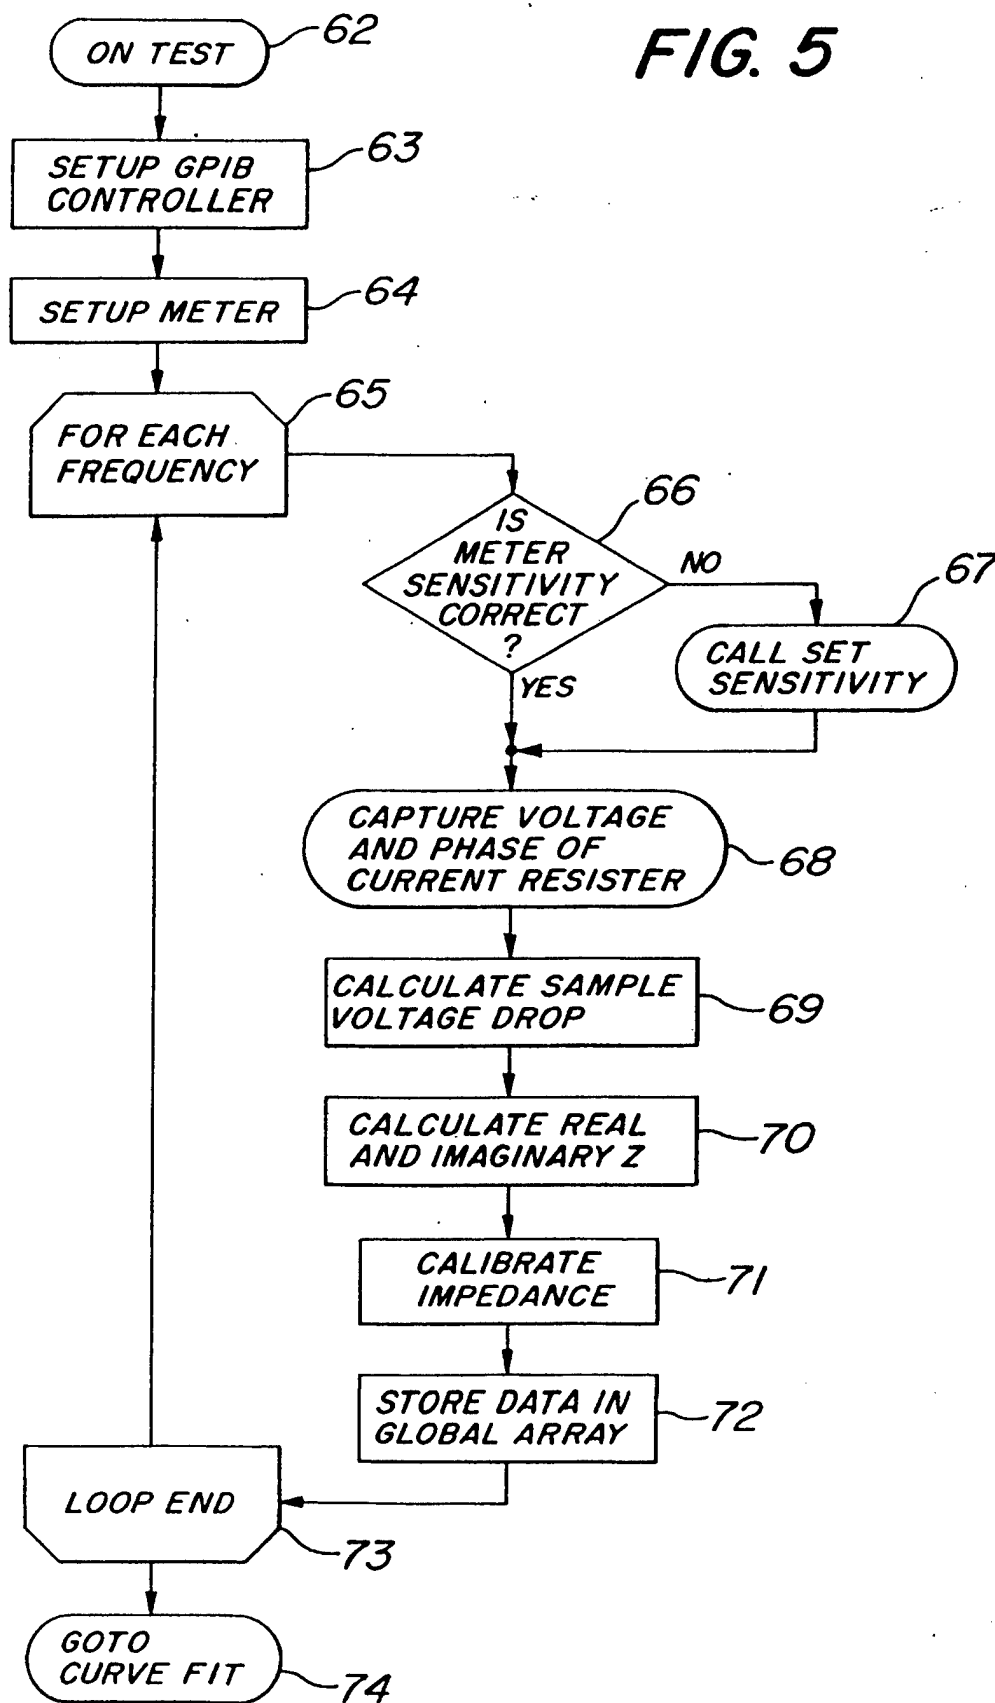 FIG. 5
ON TEST
62
SETUP GPIB
CONTROLLER
63
SETUP METER
64
FOR EACH
FREQUENCY
65
IS
METER
SENSITIVITY
CORRECT
?
66
NO
YES
CALL SET
SENSITIVITY
67
CAPTURE VOLTAGE
AND PHASE OF
CURRENT RESISTER
68
CALCULATE SAMPLE
VOLTAGE DROP
69
CALCULATE REAL
AND IMAGINARY Z
70
CALIBRATE
IMPEDANCE
71
STORE DATA IN
GLOBAL ARRAY
72
LOOP END
73
GOTO
CURVE FIT
74